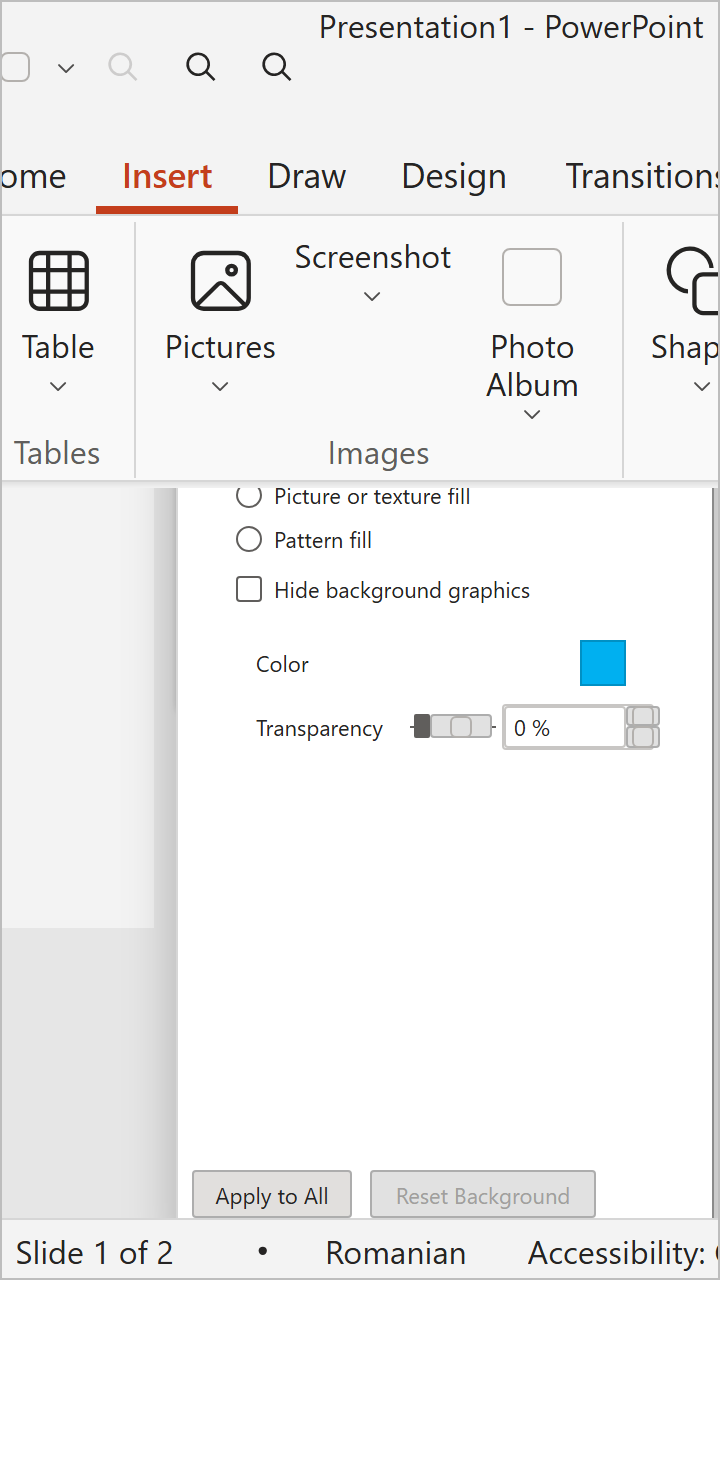 Presentation1 - PowerPoint
ome Insert Draw Design Transitions
Screenshot
Table Pictures Photo Album Shap
Tables Images
Picture or texture fill
Pattern fill
Hide background graphics
Color
Transparency 0 %
Apply to All Reset Background
Slide 1 of 2 • Romanian Accessibility: